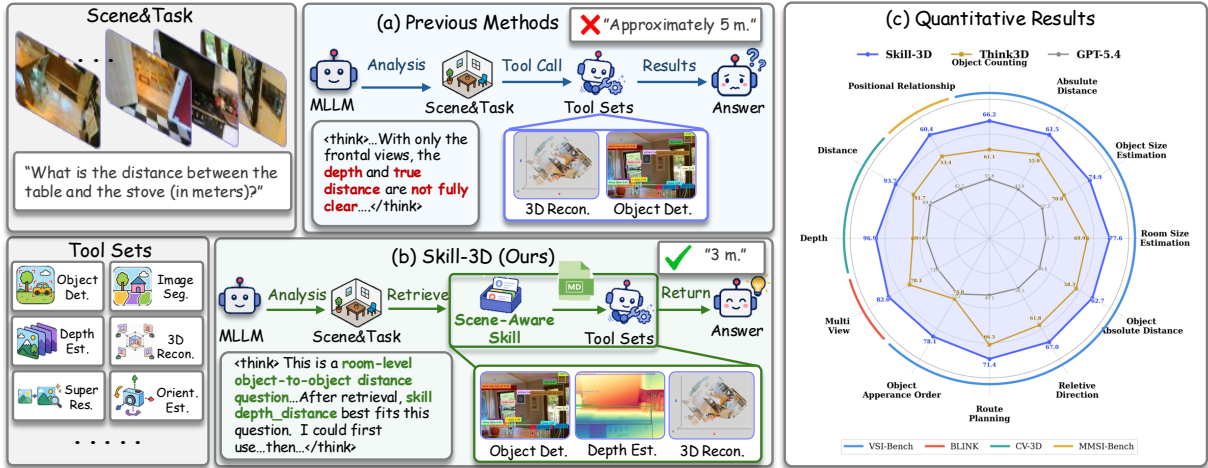 Scene&Task
. . .
"What is the distance between the
table and the stove (in meters)?"
(a) Previous Methods
"Approximately 5 m."
Analysis
Tool Call
Results
??
MLLM
Scene&Task
Tool Sets
Answer
<think>...With only the
frontal views, the
depth and true
distance are not fully
clear....</think>
3D Recon.
Object Det.
Tool Sets
Object
Det.
Image
Seg.
Depth
Est.
3D
Recon.
Super
Res.
Orient.
Est.
. . . . .
(b) Skill-3D (Ours)
"3 m."
Analysis
Retrieve
MD
Return
MLLM
Scene&Task
Scene-Aware
Skill
Tool Sets
Answer
<think> This is a room-level
object-to-object distance
question...After retrieval, skill
depth_distance best fits this
question. I could first
use...then...</think>
Object Det.
Depth Est.
3D Recon.
(c) Quantitative Results
Skill-3D
Think3D
GPT-5.4
Object Counting
Absolute
Distance
Object Size
Estimation
Room Size
Estimation
Object
Absolute Distance
Reletive
Direction
Route
Planning
Object
Apperance Order
Multi
View
Depth
Distance
Positional Relationship
66.2
61.5
74.9
77.6
62.7
67.0
71.4
78.1
82.0
96.9
93.7
60.4
61.1
69.9
58.3
61.8
66.5
70.3
91.7
53.4
VSI-Bench
BLINK
CV-3D
MMSI-Bench